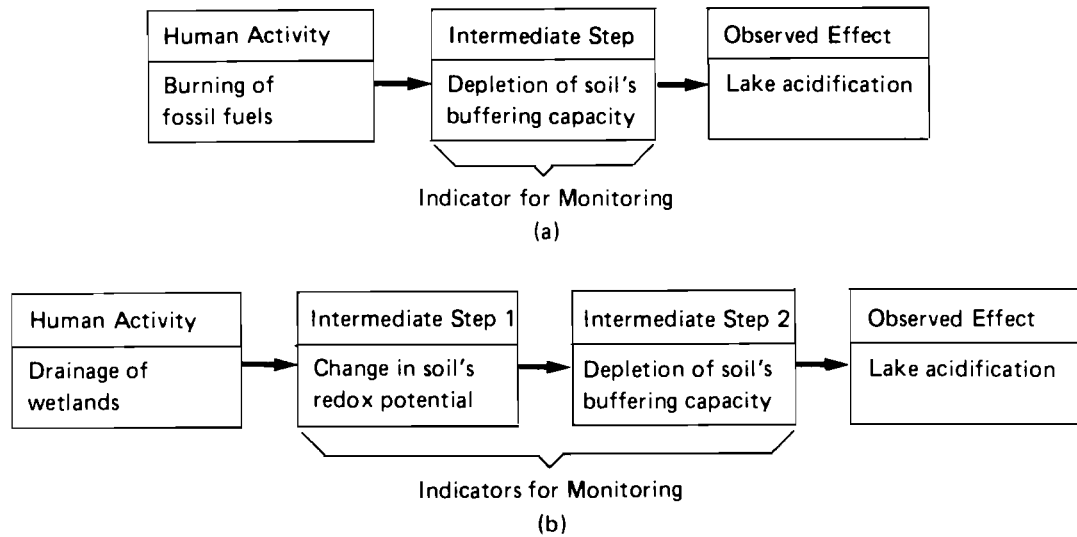 Human Activity
Burning of
fossil fuels
Intermediate Step
Depletion of soil's
buffering capacity
Observed Effect
Lake acidification
Indicator for Monitoring
(a)
Human Activity
Drainage of
wetlands
Intermediate Step 1
Change in soil's
redox potential
Intermediate Step 2
Depletion of soil's
buffering capacity
Observed Effect
Lake acidification
Indicators for Monitoring
(b)